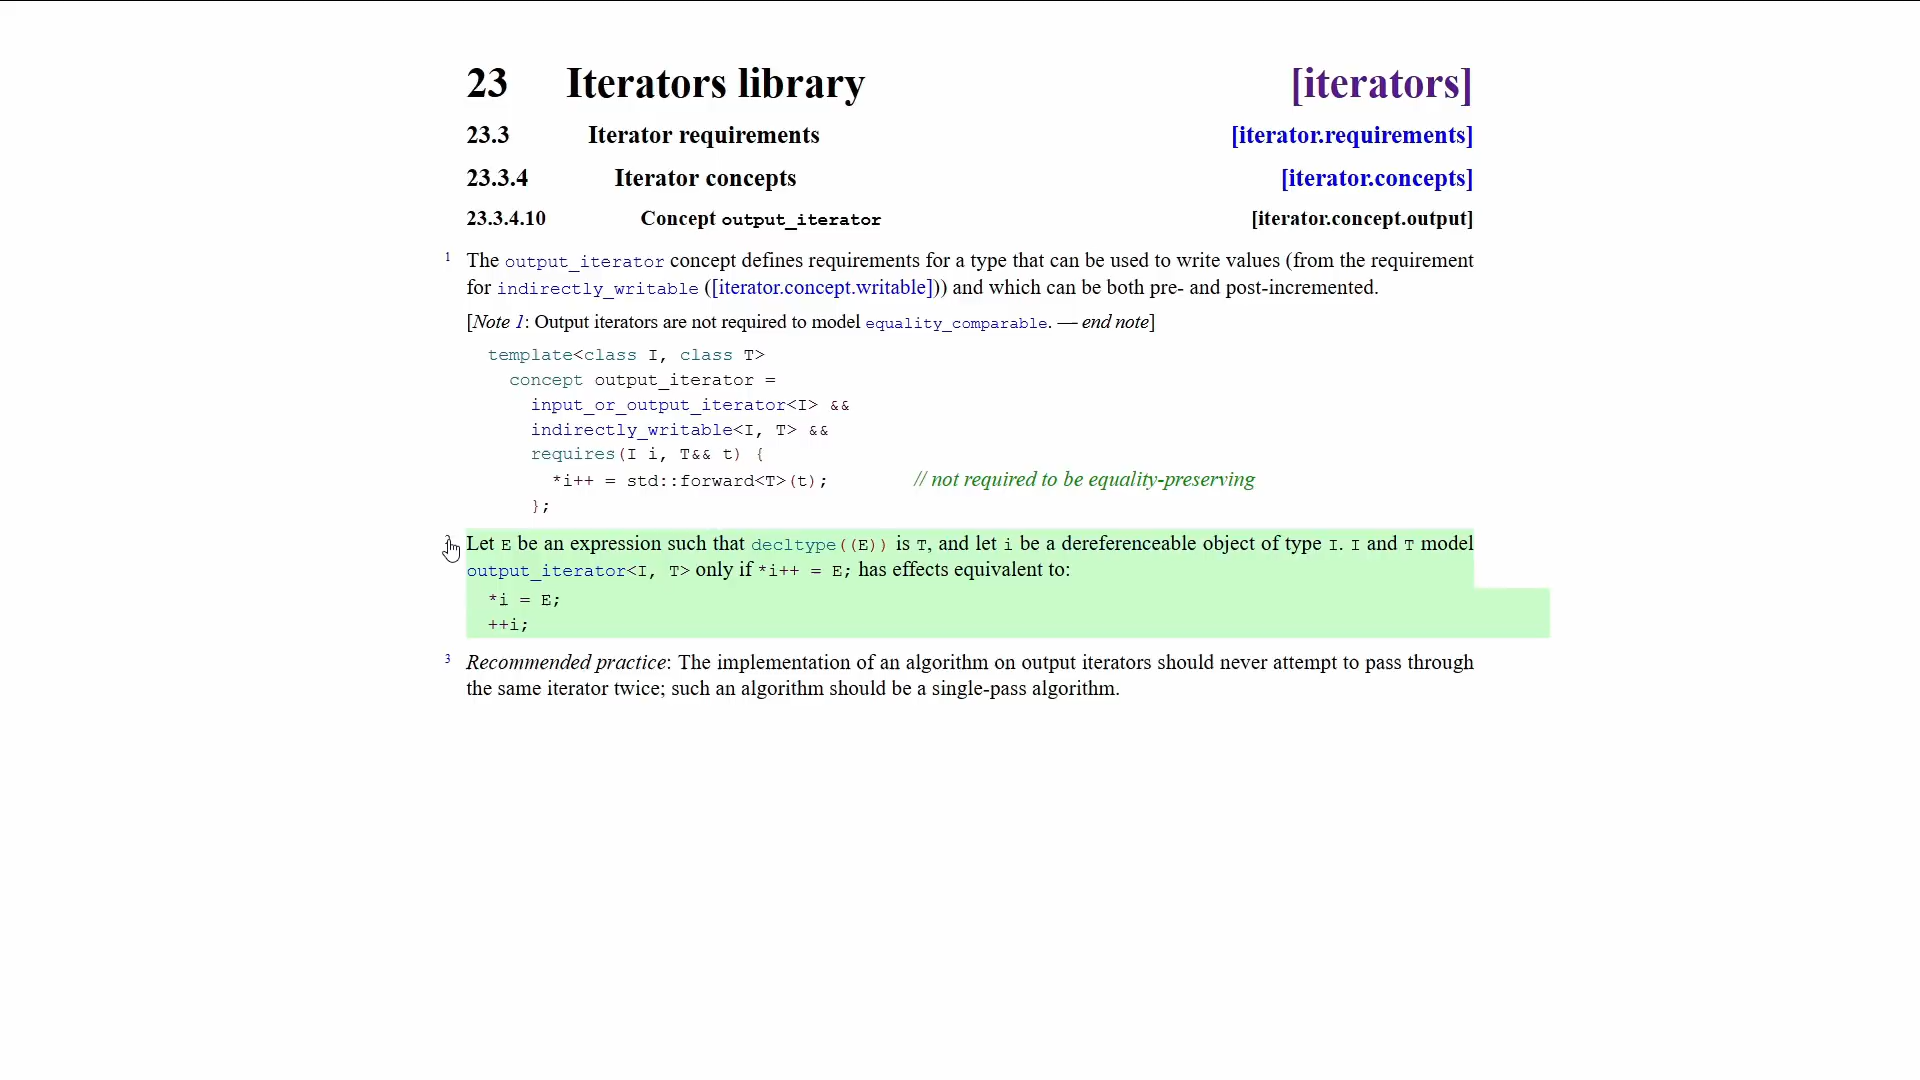 23 Iterators library [iterators]
23.3 Iterator requirements [iterator.requirements]
23.3.4 Iterator concepts [iterator.concepts]
23.3.4.10 Concept output_iterator [iterator.concept.output]
1 The output_iterator concept defines requirements for a type that can be used to write values (from the requirement
for indirectly_writable ([iterator.concept.writable])) and which can be both pre- and post-incremented.
[Note 1: Output iterators are not required to model equality_comparable. — end note]
template<class I, class T>
concept output_iterator =
input_or_output_iterator<I> &&
indirectly_writable<I, T> &&
requires(I i, T&& t) {
*i++ = std::forward<T>(t); // not required to be equality-preserving
};
Let E be an expression such that decltype((E)) is T, and let i be a dereferenceable object of type I. I and T model
output_iterator<I, T> only if *i++ = E; has effects equivalent to:
*i = E;
++i;
3 Recommended practice: The implementation of an algorithm on output iterators should never attempt to pass through
the same iterator twice; such an algorithm should be a single-pass algorithm.